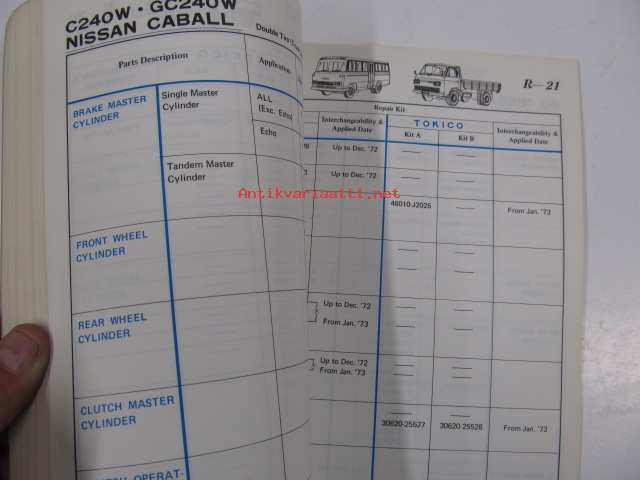 C240W · GC240W
NISSAN CABALL
Double
Parts Description
Application
BRAKE MASTER
CYLINDER
Single Master
Cylinder
ALL
(Exc. Echo)
Echo
Tandem Master
Cylinder
FRONT WHEEL
CYLINDER
REAR WHEEL
CYLINDER
CLUTCH MASTER
CYLINDER
OPERAT-
R—21
Repair Kit
Interchangeability &
Applied Date
TOKICO
Kit A
Kit B
Interchangeability &
Applied Date
Up to Dec. '72
Up to Dec. '72
46010-J2025
From Jan. '73
Up to Dec. '72
From Jan. '73
Up to Dec. '72
From Jan. '73
30620-25527
30620-25528
From Jan. '73
Antikvariaatti.net